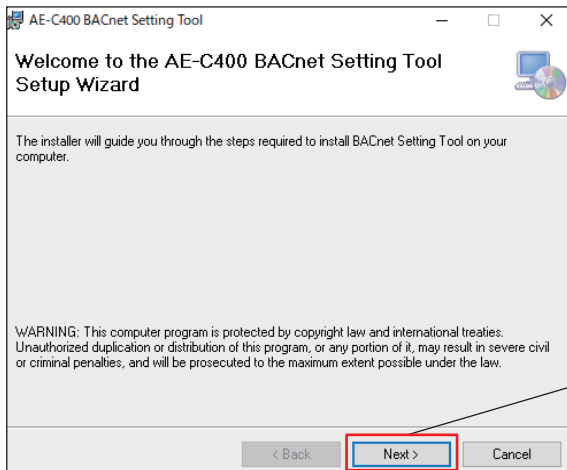 AE-C400 BACnet Setting Tool
Welcome to the AE-C400 BACnet Setting Tool
Setup Wizard
The installer will guide you through the steps required to install BACnet Setting Tool on your
computer.
WARNING: This computer program is protected by copyright law and international treaties.
Unauthorized duplication or distribution of this program, or any portion of it, may result in severe civil
or criminal penalties, and will be prosecuted to the maximum extent possible under the law.
< Back Next > Cancel